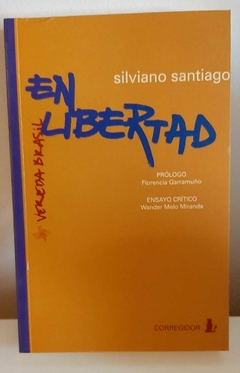 silviano santiago
EN
LIBERTAD
VEREDA BRASIL
PRÓLOGO
Florencia Garramuño
ENSAYO CRÍTICO
Wander Melo Miranda
CORREGIDOR